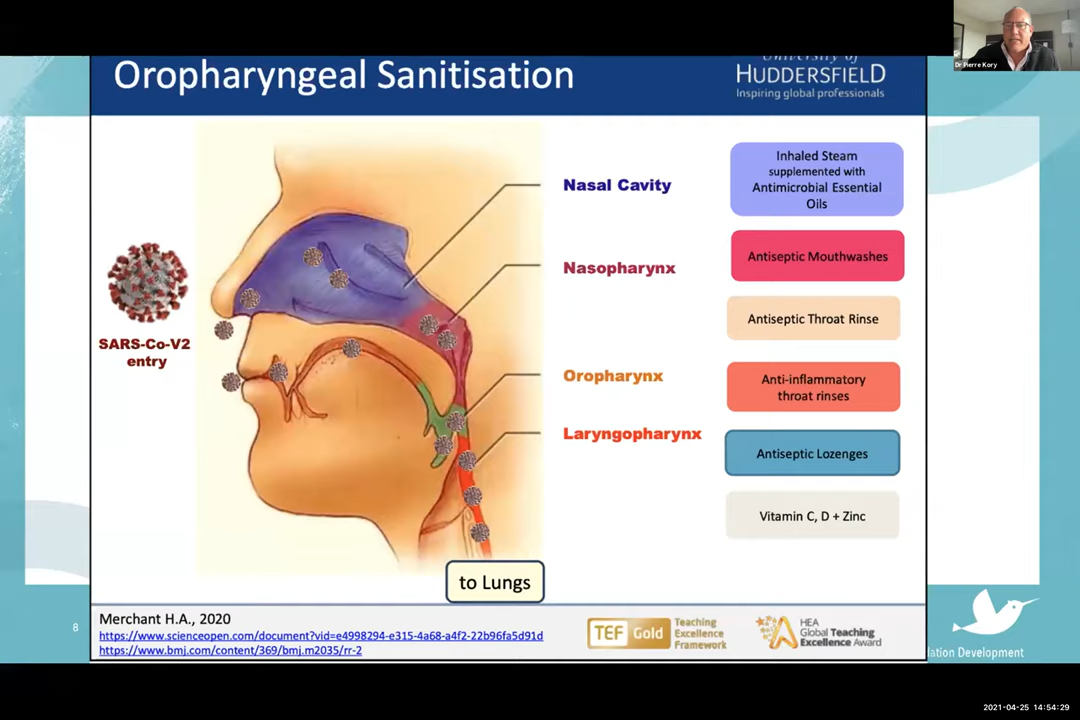 Dr Pierre Kory
Oropharyngeal Sanitisation
University of
HUDDERSFIELD
Inspiring global professionals
Nasal Cavity
Nasopharynx
Oropharynx
Laryngopharynx
SARS-Co-V2
entry
to Lungs
Inhaled Steam
supplemented with
Antimicrobial Essential
Oils
Antiseptic Mouthwashes
Antiseptic Throat Rinse
Anti-inflammatory
throat rinses
Antiseptic Lozenges
Vitamin C, D + Zinc
8
Merchant H.A., 2020
https://www.scienceopen.com/document?vid=e4998294-e315-4a68-a4f2-22b96fa5d91d
https://www.bmj.com/content/369/bmj.m2035/rr-2
TEF Gold
Teaching
Excellence
Framework
HEA
Global Teaching
Excellence Award
Development
2021-04-25 14:54:29